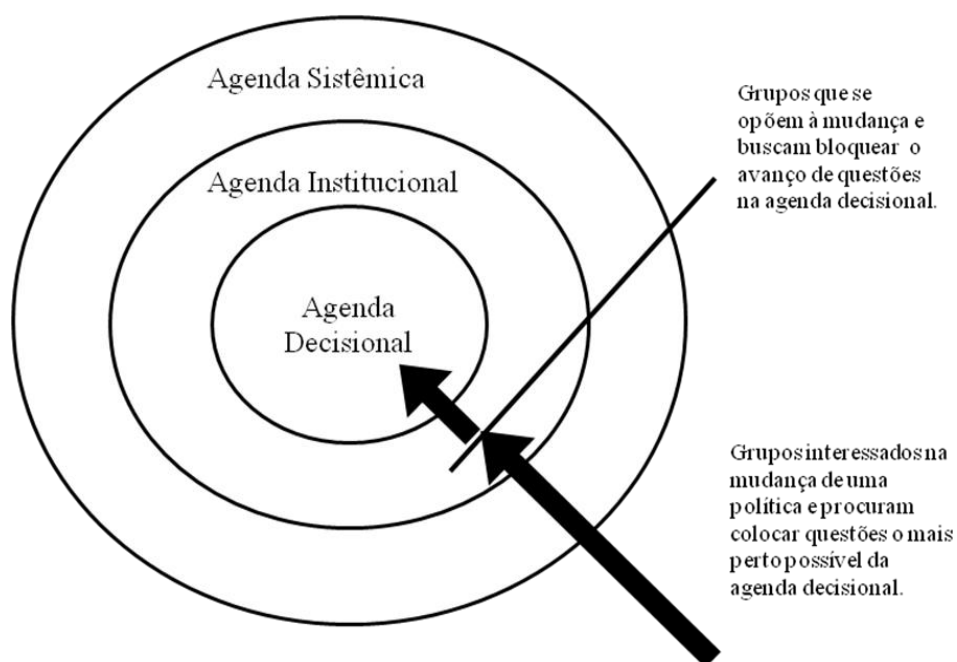 Agenda Sistêmica
Agenda Institucional
Agenda
Decisional
Grupos que se
opõem à mudança e
buscam bloquear o
avanço de questões
na agenda decisional.
Grupos interessados na
mudança de uma
política e procuram
colocar questões o mais
perto possível da
agenda decisional.